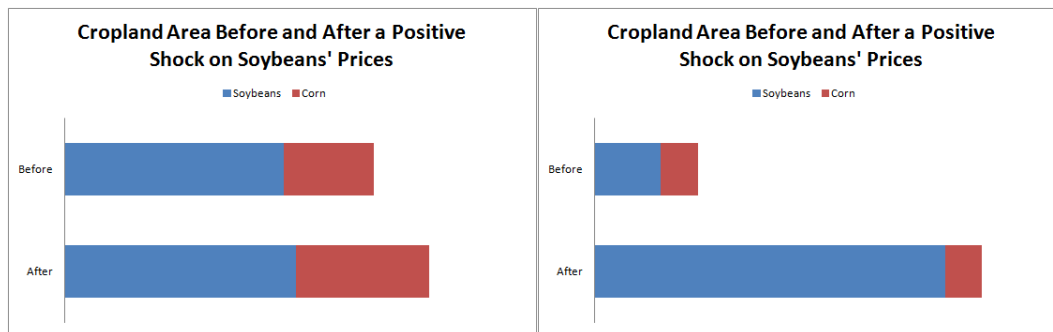 Cropland Area Before and After a Positive
Shock on Soybeans' Prices
Soybeans Corn
Before
After
Cropland Area Before and After a Positive
Shock on Soybeans' Prices
Soybeans Corn
Before
After